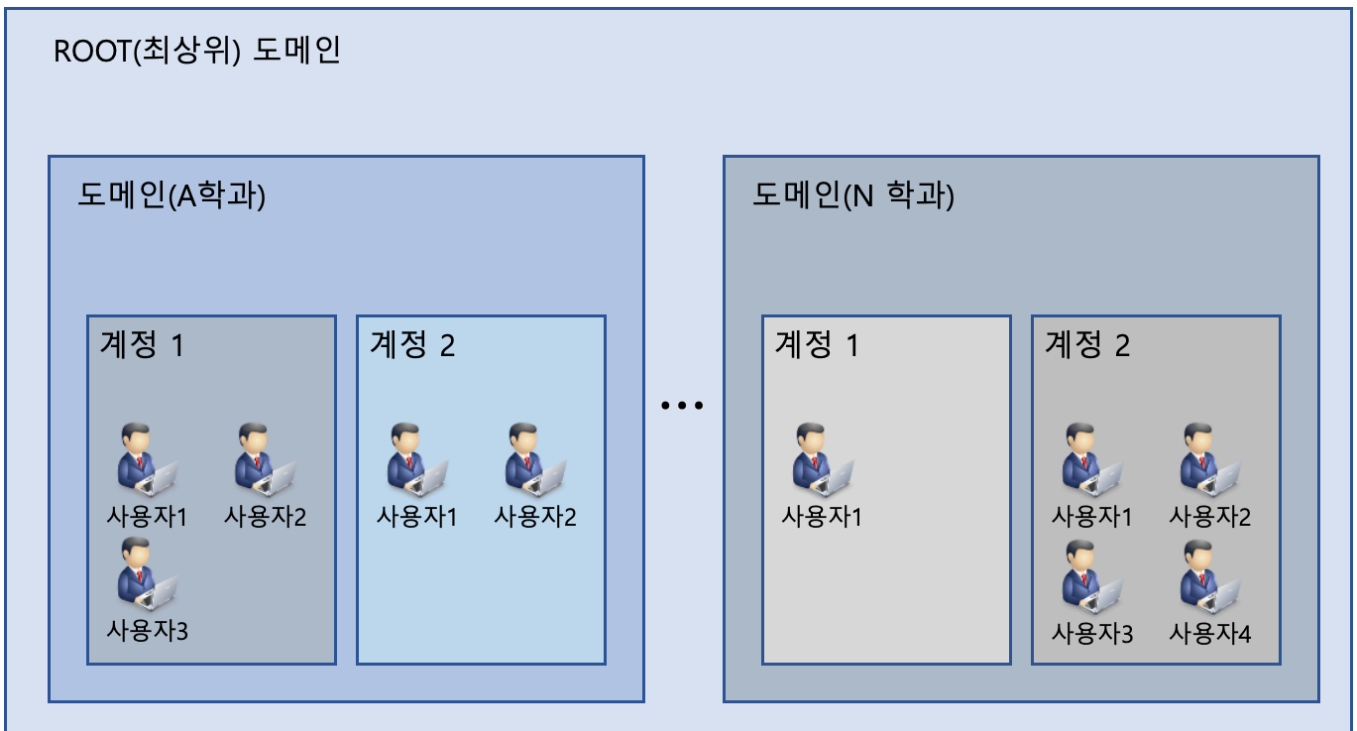 ROOT(최상위) 도메인
도메인(A학과)
계정 1
사용자1 사용자2
사용자3
계정 2
사용자1 사용자2
...
도메인(N 학과)
계정 1
사용자1
계정 2
사용자1 사용자2
사용자3 사용자4